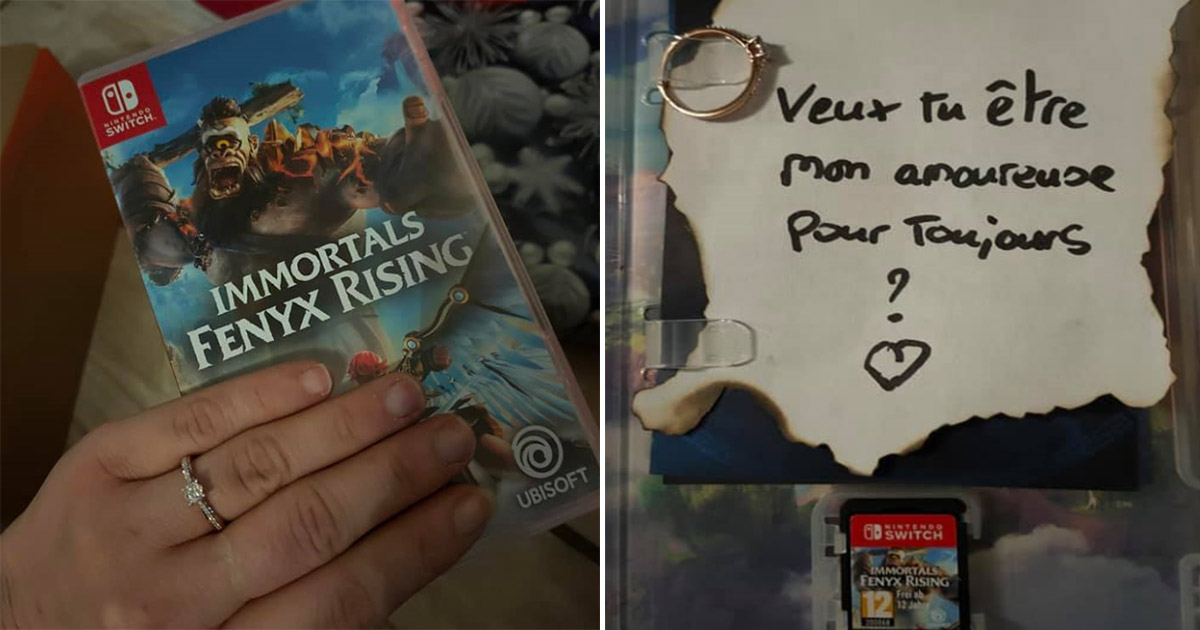 NINTENDO
SWITCH
IMMORTALS
FENYX RISING
UBISOFT
Veux tu être
mon amoureuse
pour Toujours
?
NINTENDO
SWITCH
IMMORTALS
FENYX RISING
12
Frei ab
12 Jahre